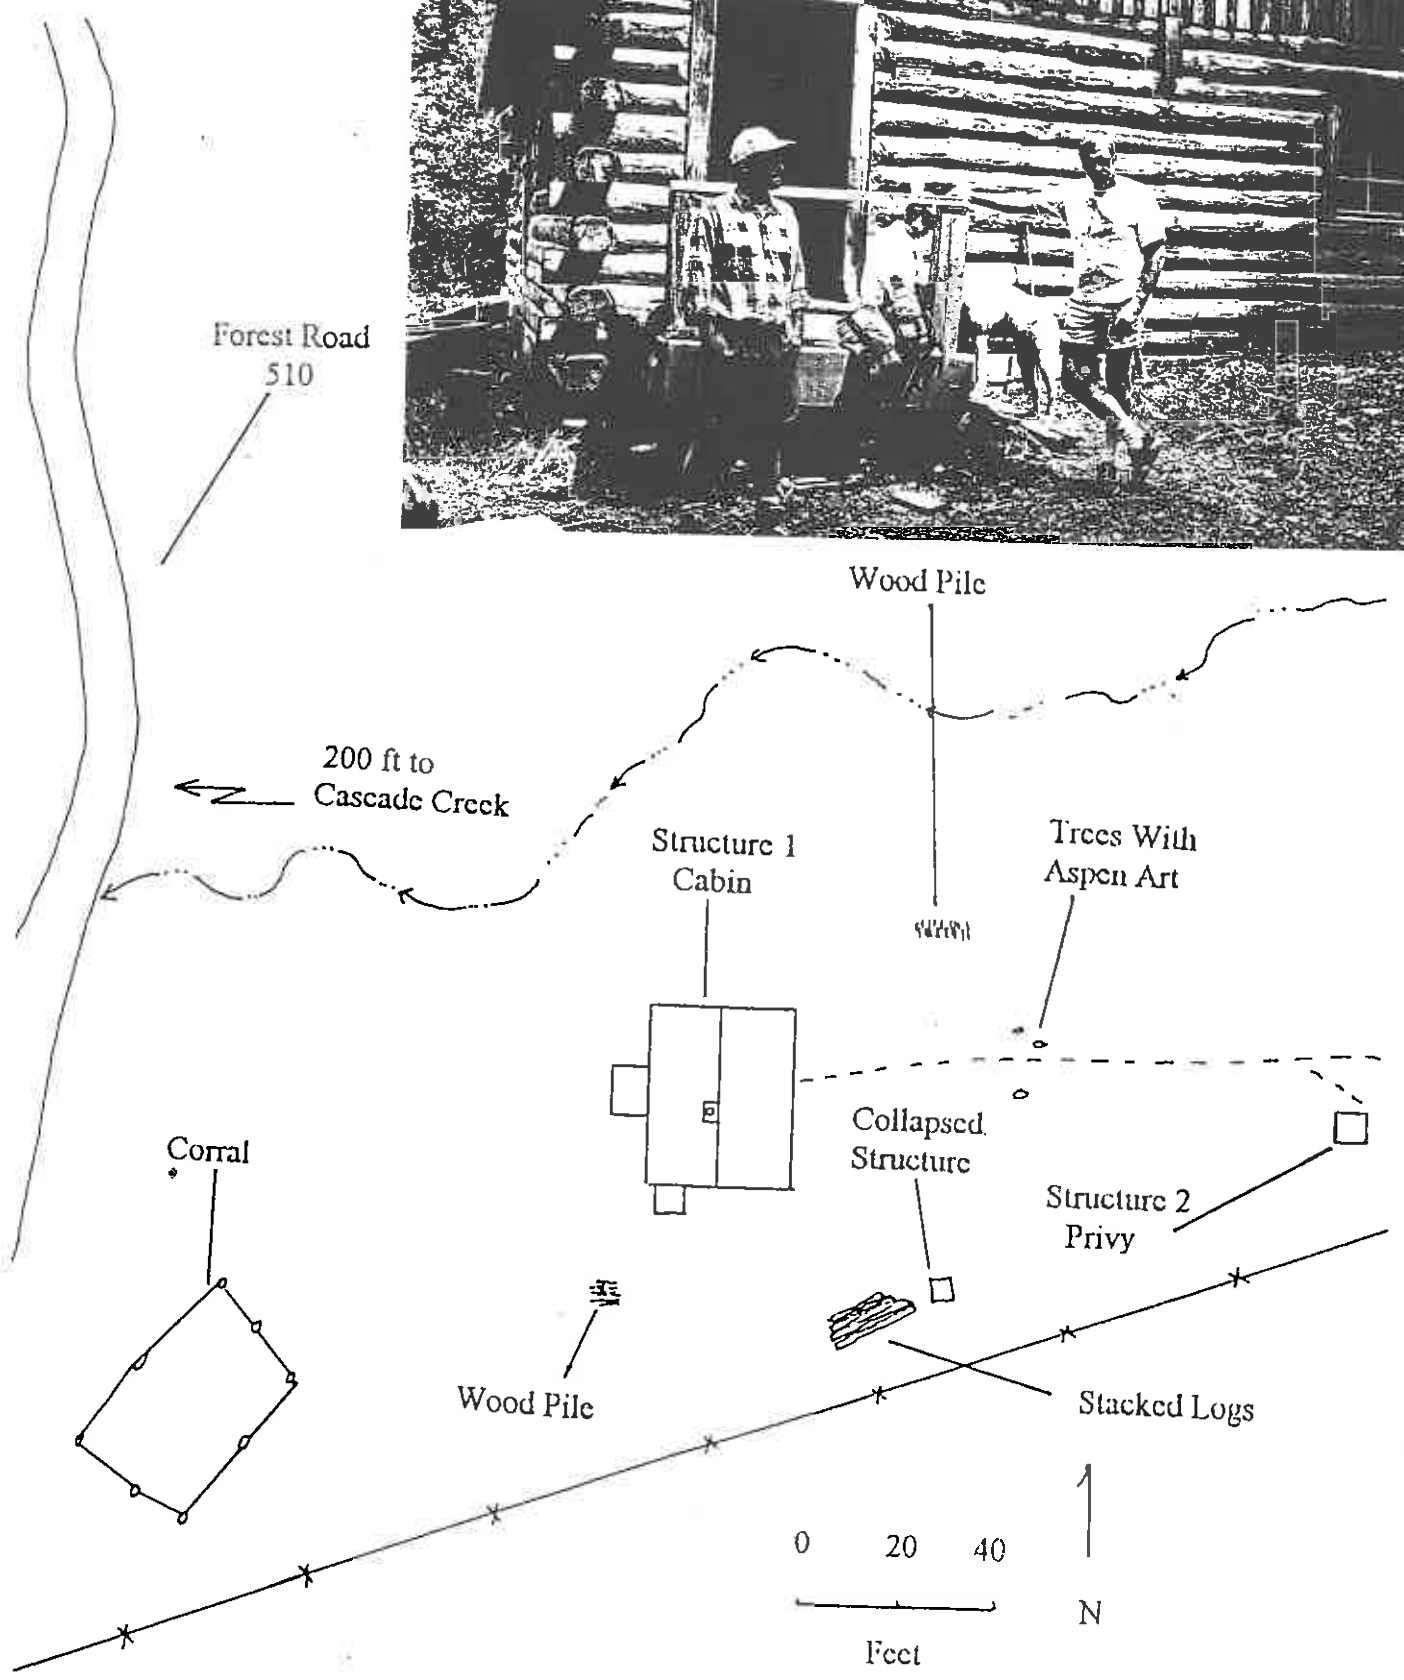 Forest Road
510
Wood Pile
200 ft to
Cascade Creek
Structure 1
Cabin
Trees With
Aspen Art
Collapsed
Structure
Corral
Structure 2
Privy
Wood Pile
Stacked Logs
0 20 40
Feet
N